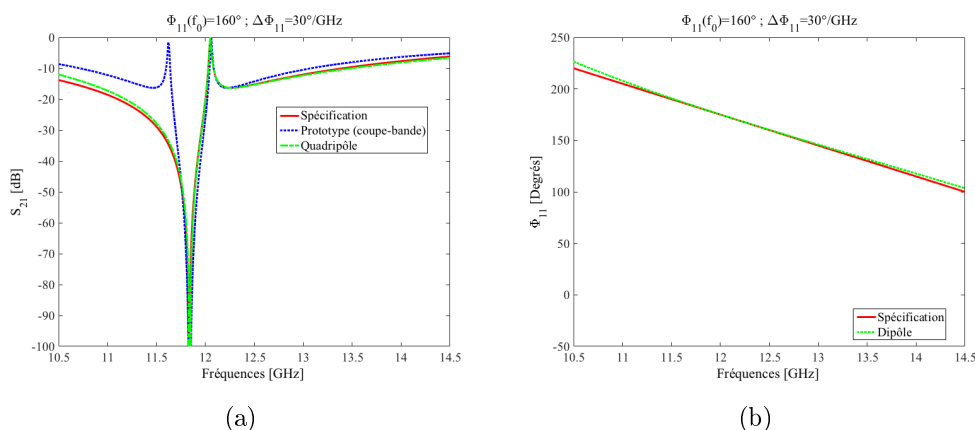 Φ11(f0)=160° ; ΔΦ11=30°/GHz
S21 [dB]
0
-10
-20
-30
-40
-50
-60
-70
-80
-90
-100
Spécification
Prototype (coupe-bande)
Quadripôle
10.5 11 11.5 12 12.5 13 13.5 14 14.5
Fréquences [GHz]
(a)
Φ11(f0)=160° ; ΔΦ11=30°/GHz
Φ11 [Degrés]
250
200
150
100
50
0
-50
Spécification
Dipôle
10.5 11 11.5 12 12.5 13 13.5 14 14.5
Fréquences [GHz]
(b)